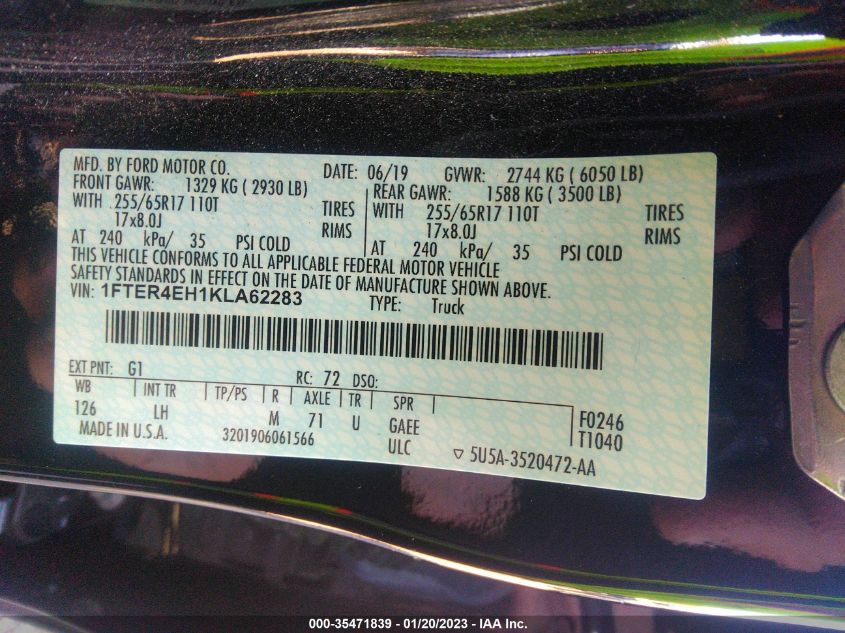 MFD. BY FORD MOTOR CO. DATE: 06/19 GVWR: 2744 KG ( 6050 LB)
FRONT GAWR: 1329 KG ( 2930 LB) REAR GAWR: 1588 KG ( 3500 LB)
WITH 255/65R17 110T TIRES WITH 255/65R17 110T TIRES
17x8.0J RIMS 17x8.0J RIMS
AT 240 kPa/ 35 PSI COLD AT 240 kPa/ 35 PSI COLD
THIS VEHICLE CONFORMS TO ALL APPLICABLE FEDERAL MOTOR VEHICLE
SAFETY STANDARDS IN EFFECT ON THE DATE OF MANUFACTURE SHOWN ABOVE.
VIN: 1FTER4EH1KLA62283 TYPE: Truck
EXT PNT: G1 RC: 72 DSO:
WB INT TR TP/PS R AXLE TR SPR
126 LH M 71 U GAEE F0246
MADE IN U.S.A. 3201906061566 ULC T1040
▽ 5U5A-3520472-AA
000-35471839 — 01/20/2023 — IAA Inc.